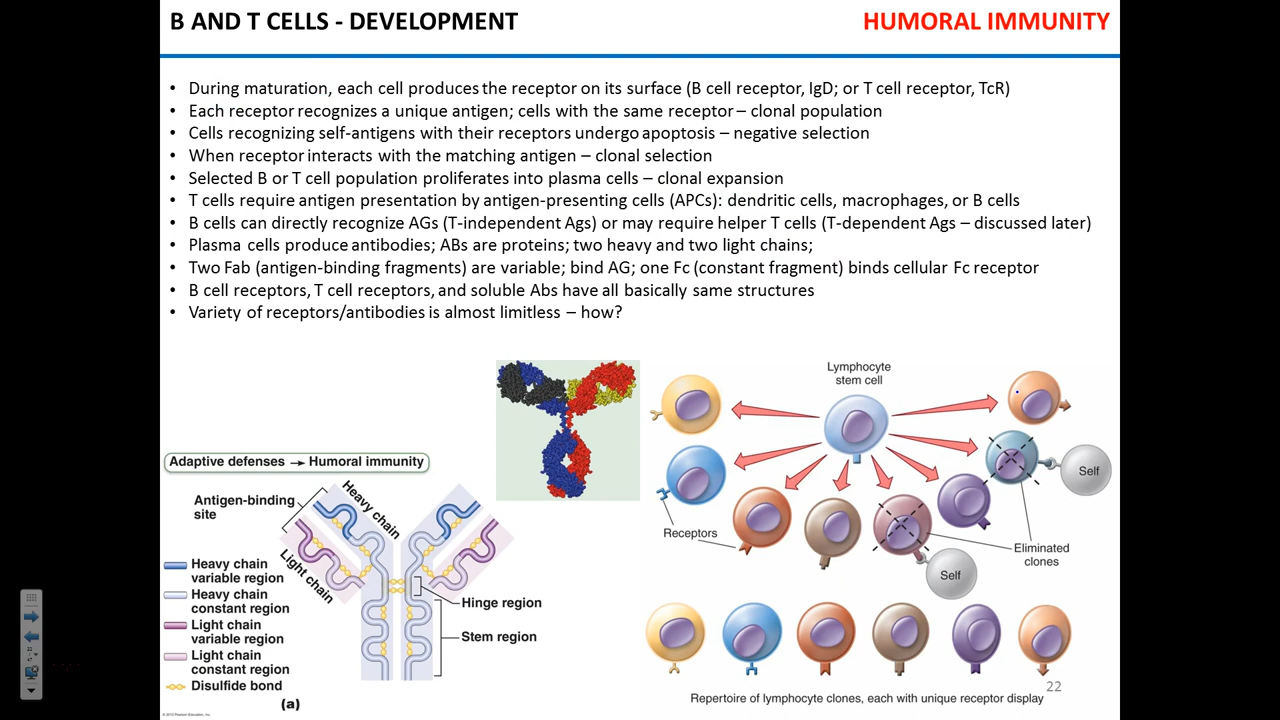 B AND T CELLS - DEVELOPMENT
HUMORAL IMMUNITY
• During maturation, each cell produces the receptor on its surface (B cell receptor, IgD; or T cell receptor, TcR)
• Each receptor recognizes a unique antigen; cells with the same receptor – clonal population
• Cells recognizing self-antigens with their receptors undergo apoptosis – negative selection
• When receptor interacts with the matching antigen – clonal selection
• Selected B or T cell population proliferates into plasma cells – clonal expansion
• T cells require antigen presentation by antigen-presenting cells (APCs): dendritic cells, macrophages, or B cells
• B cells can directly recognize AGs (T-independent Ags) or may require helper T cells (T-dependent Ags – discussed later)
• Plasma cells produce antibodies; ABs are proteins; two heavy and two light chains;
• Two Fab (antigen-binding fragments) are variable; bind AG; one Fc (constant fragment) binds cellular Fc receptor
• B cell receptors, T cell receptors, and soluble Abs have all basically same structures
• Variety of receptors/antibodies is almost limitless – how?
Adaptive defenses → Humoral immunity
Antigen-binding
site
Heavy chain
Light chain
Heavy chain
variable region
Heavy chain
constant region
Light chain
variable region
Light chain
constant region
Disulfide bond
Hinge region
Stem region
(a)
Lymphocyte
stem cell
Receptors
Self
Self
Eliminated
clones
Repertoire of lymphocyte clones, each with unique receptor display
22